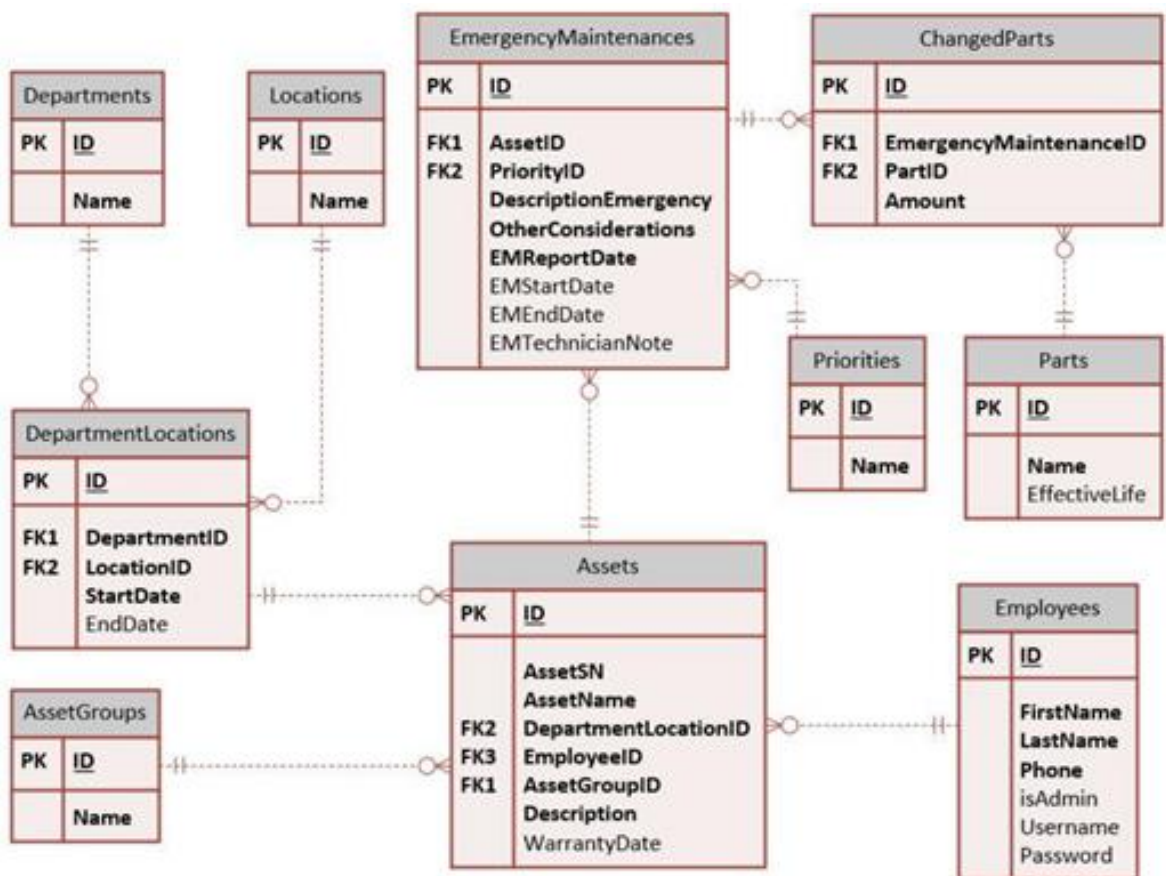 EmergencyMaintenances
PK ID
FK1 AssetID
FK2 PriorityID
DescriptionEmergency
OtherConsiderations
EMReportDate
EMStartDate
EMEndDate
EMTechnicianNote
ChangedParts
PK ID
FK1 EmergencyMaintenanceID
FK2 PartID
Amount
Departments
PK ID
Name
Locations
PK ID
Name
Priorities
PK ID
Name
Parts
PK ID
Name
EffectiveLife
DepartmentLocations
PK ID
FK1 DepartmentID
FK2 LocationID
StartDate
EndDate
Assets
PK ID
AssetSN
AssetName
FK2 DepartmentLocationID
FK3 EmployeeID
FK1 AssetGroupID
Description
WarrantyDate
Employees
PK ID
FirstName
LastName
Phone
isAdmin
Username
Password
AssetGroups
PK ID
Name